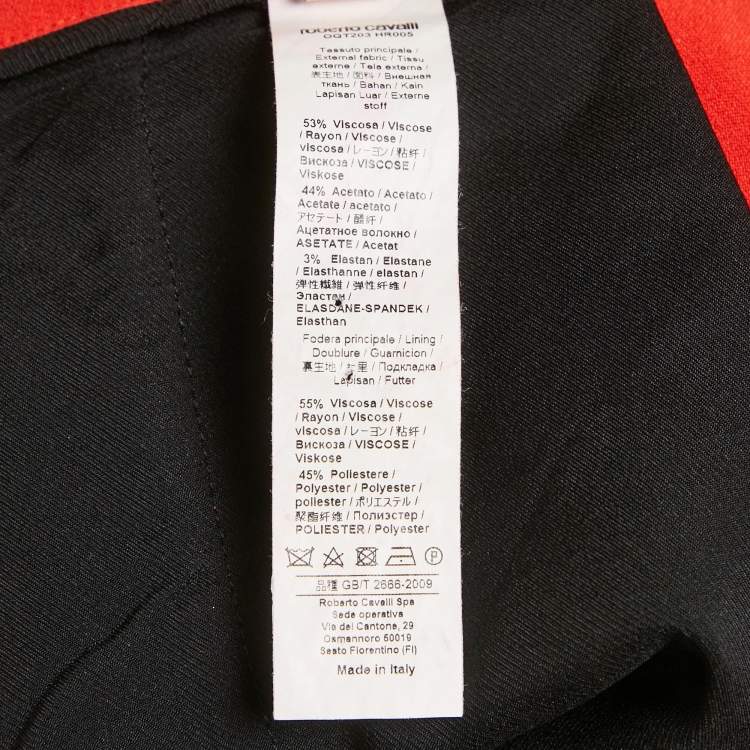 roberto cavalli
OQT203 HR005
Tessuto principale /
External fabric / Tissu
externe / Tela externa /
表生地 / 面料 / Внешная
ткань / Bahan / Kain
Lapisan Luar / Externe
stoff
53% Viscosa / Viscose
/ Rayon / Viscose /
viscosa / レーヨン / 粘纤 /
Вискоза / VISCOSE /
Viskose
44% Acetato / Acetato /
Acetate / acetato /
アセテート / 醋纤 /
Ацетатное волокно /
ASETATE / Acetat
3% Elastan / Elastane
/ Elasthanne / elastan /
弾性繊維 / 弹性纤维 /
Эластан /
ELASDANE-SPANDEK /
Elasthan
Fodera principale / Lining /
Doublure / Guarnicion /
裏生地 / 衬里 / Подкладка /
Lapisan / Futter
55% Viscosa / Viscose
/ Rayon / Viscose /
viscosa / レーヨン / 粘纤 /
Вискоза / VISCOSE /
Viskose
45% Poliestere /
Polyester / Polyester /
poliester / ポリエステル /
聚酯纤维 / Полиэстер /
POLIESTER / Polyester
P
品種 GB/T 2666-2009
Roberto Cavalli Spa
Sede operativa
Via del Cantone, 29
Osmannoro 50019
Sesto Fiorentino (FI)
Made in Italy